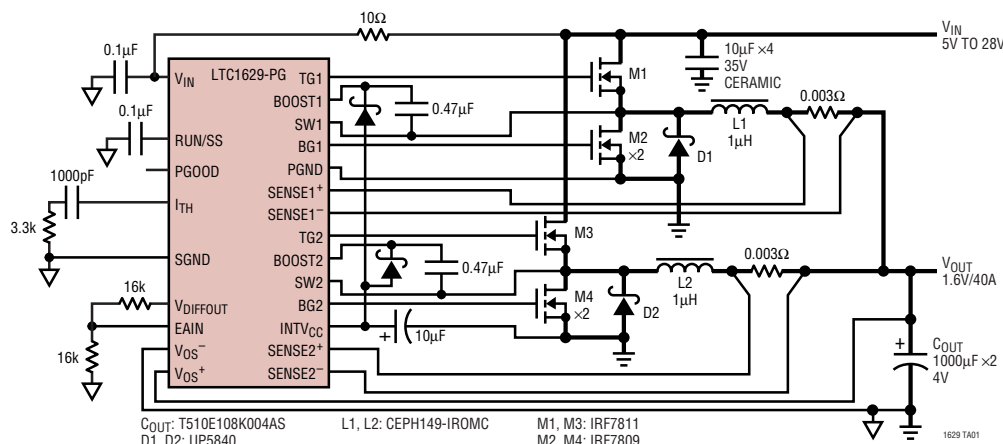 10Ω
VIN
5V TO 28V
0.1µF
VIN
LTC1629-PG
TG1
M1
10µF ×4
35V
CERAMIC
BOOST1
0.47µF
L1
1µH
0.003Ω
0.1µF
SW1
RUN/SS
BG1
M2
×2
D1
PGOOD
PGND
1000pF
SENSE1+
ITH
SENSE1−
3.3k
TG2
M3
SGND
BOOST2
0.47µF
L2
1µH
0.003Ω
VOUT
1.6V/40A
SW2
16k
VDIFFOUT
BG2
M4
×2
D2
EAIN
INTVCC
+
10µF
16k
VOS−
SENSE2+
VOS+
SENSE2−
+
COUT
1000µF ×2
4V
COUT: T510E108K004AS
L1, L2: CEPH149-IROMC
M1, M3: IRF7811
D1, D2: UP5840
M2, M4: IRF7809
1629 TA01